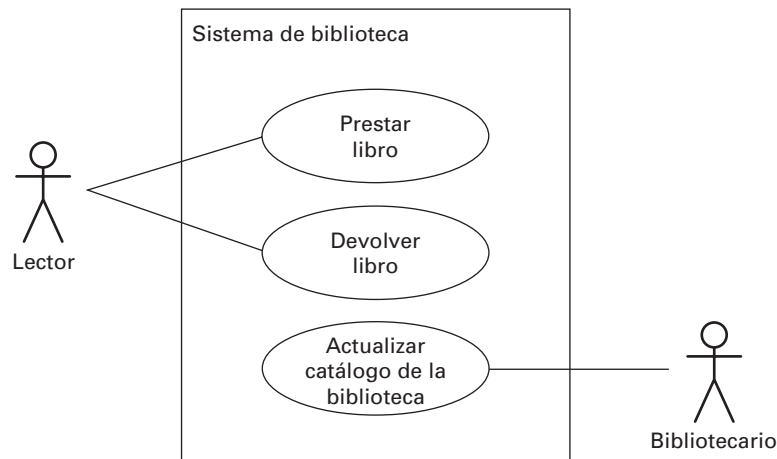 Sistema de biblioteca
Prestar
libro
Lector
Devolver
libro
Actualizar
catálogo de la
biblioteca
Bibliotecario